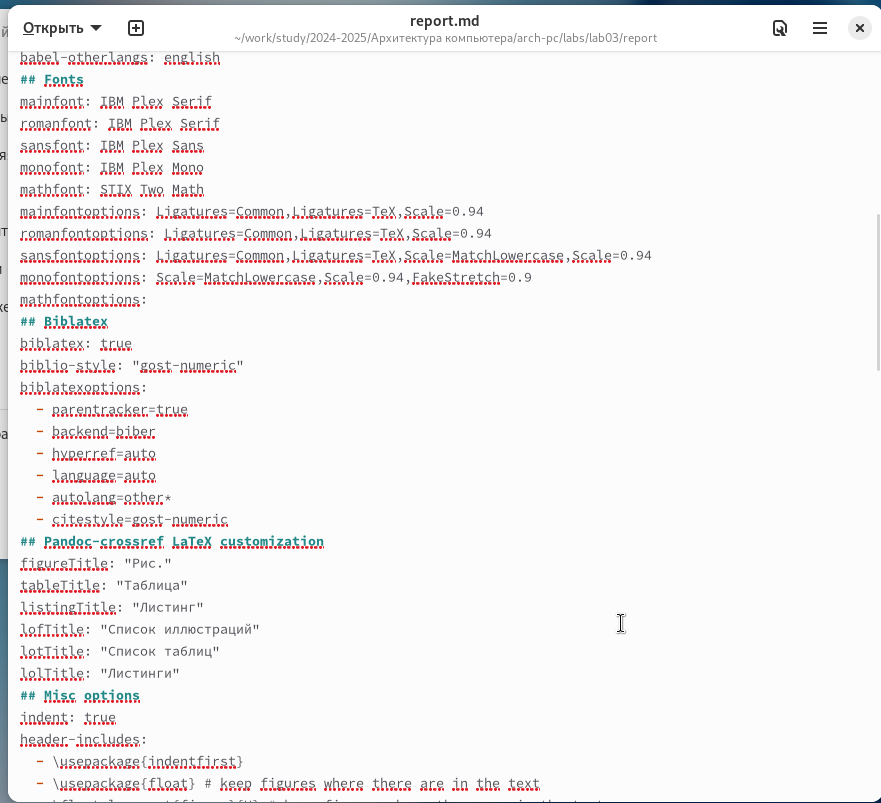 Открыть
report.md
~/work/study/2024-2025/Архитектура компьютера/arch-pc/labs/lab03/report
babel-otherlangs: english
## Fonts
mainfont: IBM Plex Serif
romanfont: IBM Plex Serif
sansfont: IBM Plex Sans
monofont: IBM Plex Mono
mathfont: STIX Two Math
mainfontoptions: Ligatures=Common,Ligatures=TeX,Scale=0.94
romanfontoptions: Ligatures=Common,Ligatures=TeX,Scale=0.94
sansfontoptions: Ligatures=Common,Ligatures=TeX,Scale=MatchLowercase,Scale=0.94
monofontoptions: Scale=MatchLowercase,Scale=0.94,FakeStretch=0.9
mathfontoptions:
## Biblatex
biblatex: true
biblio-style: "gost-numeric"
biblatexoptions:
  - parentracker=true
  - backend=biber
  - hyperref=auto
  - language=auto
  - autolang=other*
  - citestyle=gost-numeric
## Pandoc-crossref LaTeX customization
figureTitle: "Рис."
tableTitle: "Таблица"
listingTitle: "Листинг"
lofTitle: "Список иллюстраций"
lotTitle: "Список таблиц"
lolTitle: "Листинги"
## Misc options
indent: true
header-includes:
  - \usepackage{indentfirst}
  - \usepackage{float} # keep figures where there are in the text